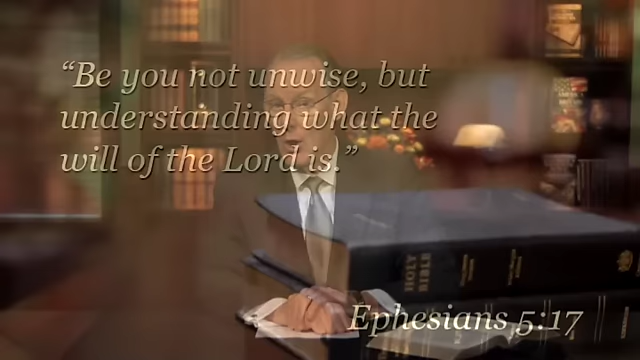 “Be you not unwise, but
understanding what the
will of the Lord is.”
HOLY
BIBLE
Ephesians 5:17